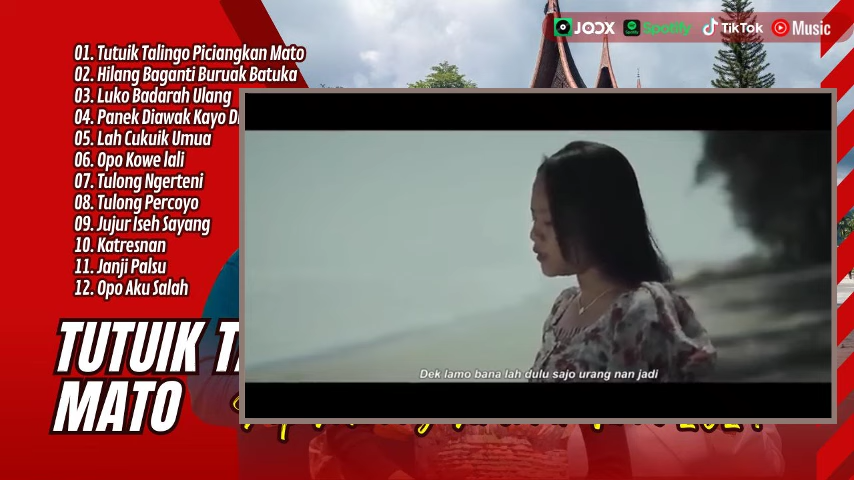 JOOX Spotify TikTok Music
01. Tutuik Talingo Piciangkan Mato
02. Hilang Baganti Buruak Batuka
03. Luko Badarah Ulang
04. Panek Diawak Kayo
05. Lah Cukuik Umua
06. Opo Kowe lali
07. Tulong Ngerteni
08. Tulong Percoyo
09. Jujur Iseh Sayang
10. Katresnan
11. Janji Palsu
12. Opo Aku Salah
Dek lamo bana lah dulu sajo urang nan jadi
TUTUIK
MATO